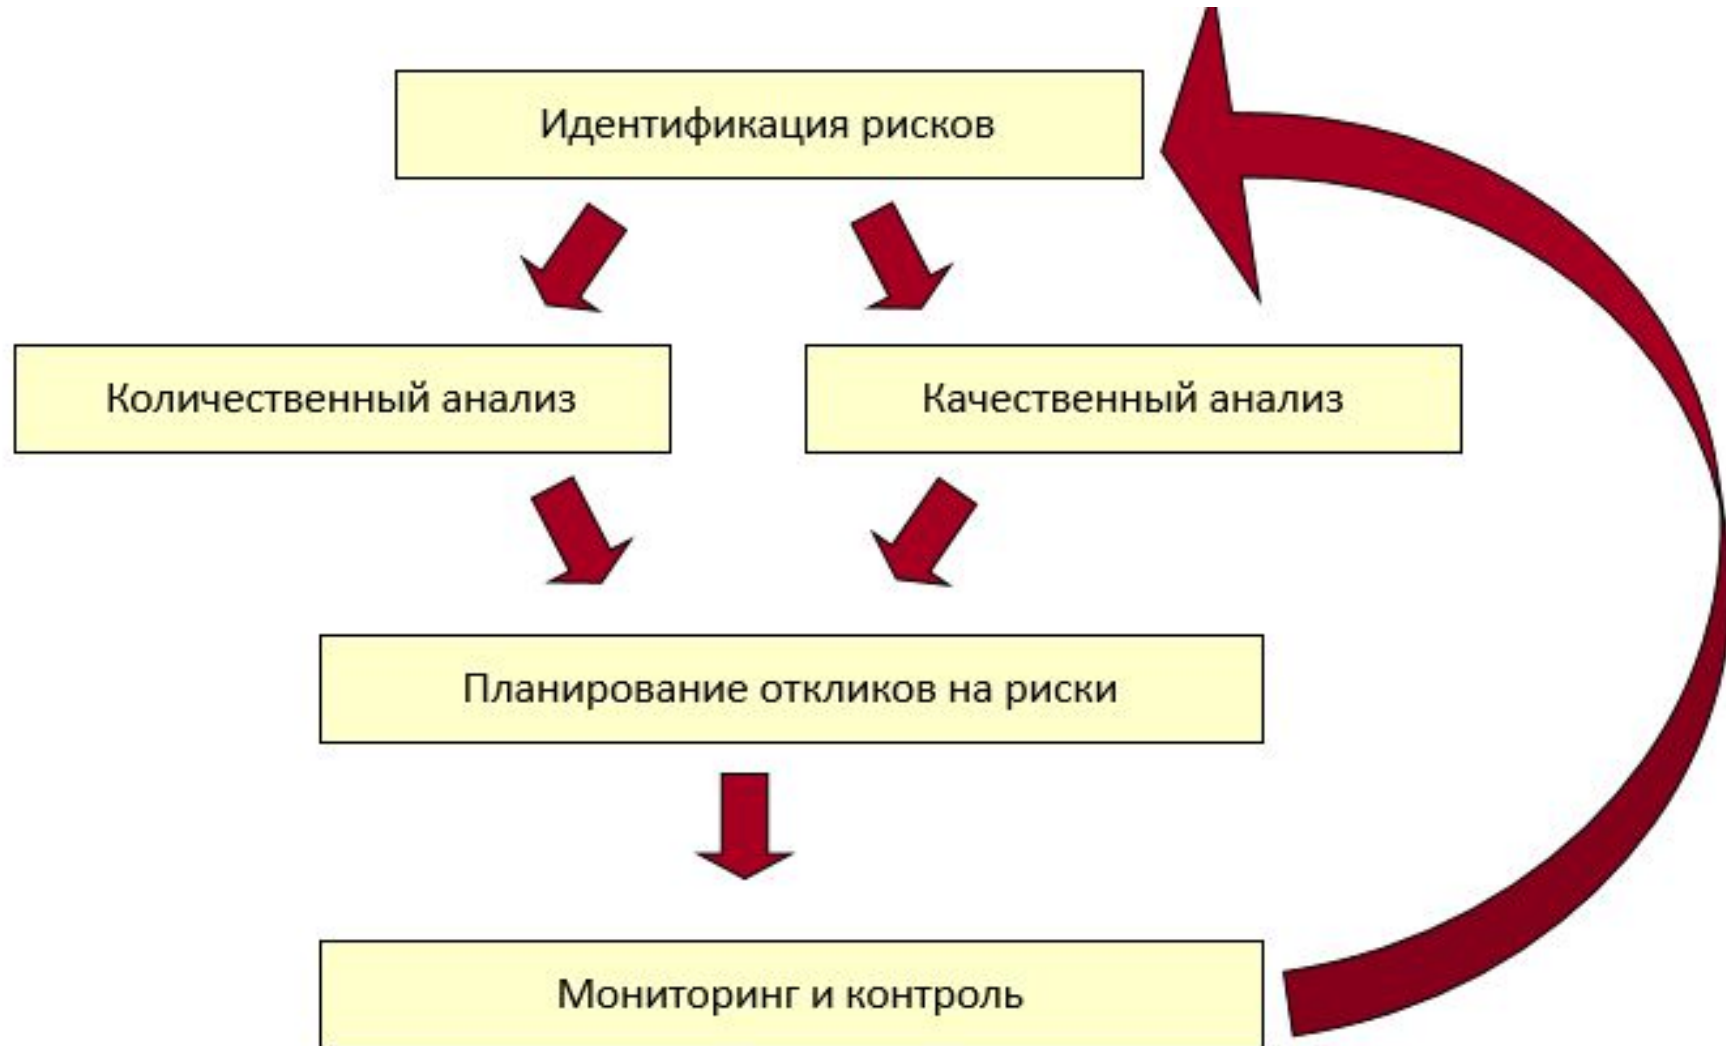 Идентификация рисков
Количественный анализ
Качественный анализ
Планирование откликов на риски
Мониторинг и контроль